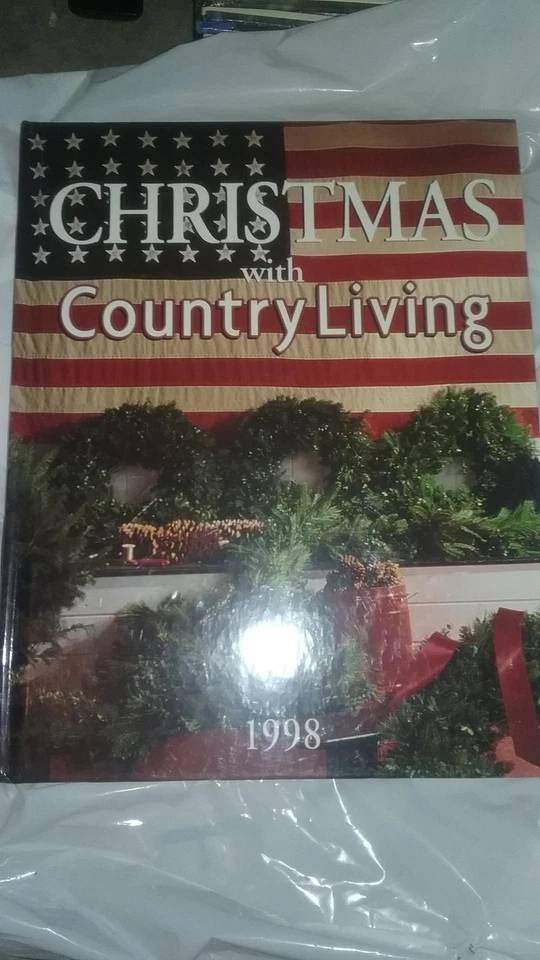 CHRISTMAS
with
Country Living
1998